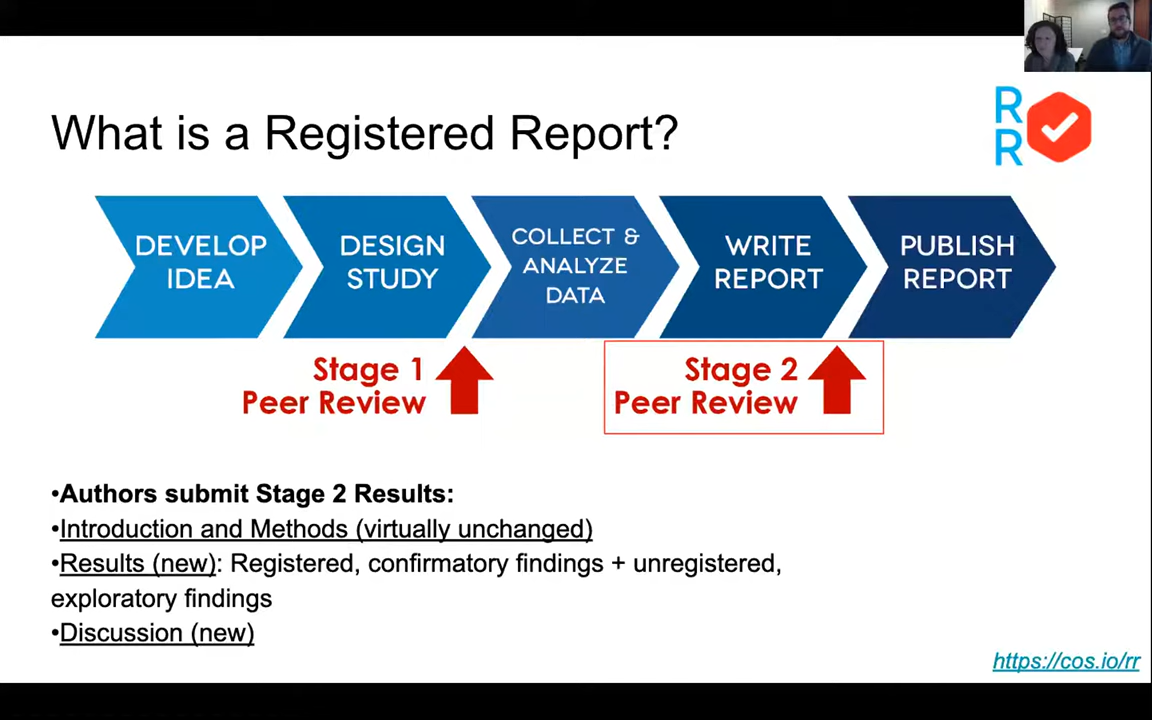 What is a Registered Report?
R
R
DEVELOP
IDEA
DESIGN
STUDY
COLLECT &
ANALYZE
DATA
WRITE
REPORT
PUBLISH
REPORT
Stage 1
Peer Review
Stage 2
Peer Review
•Authors submit Stage 2 Results:
•Introduction and Methods (virtually unchanged)
•Results (new): Registered, confirmatory findings + unregistered,
exploratory findings
•Discussion (new)
https://cos.io/rr